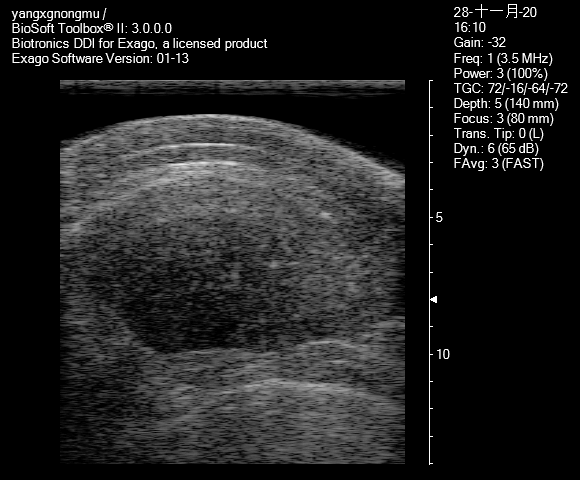 yangxgnongmu /
BioSoft Toolbox® II: 3.0.0.0
Biotronics DDI for Exago, a licensed product
Exago Software Version: 01-13
28-十一月-20
16:10
Gain: -32
Freq: 1 (3.5 MHz)
Power: 3 (100%)
TGC: 72/-16/-64/-72
Depth: 5 (140 mm)
Focus: 3 (80 mm)
Trans. Tip: 0 (L)
Dyn.: 6 (65 dB)
FAvg: 3 (FAST)
5
10